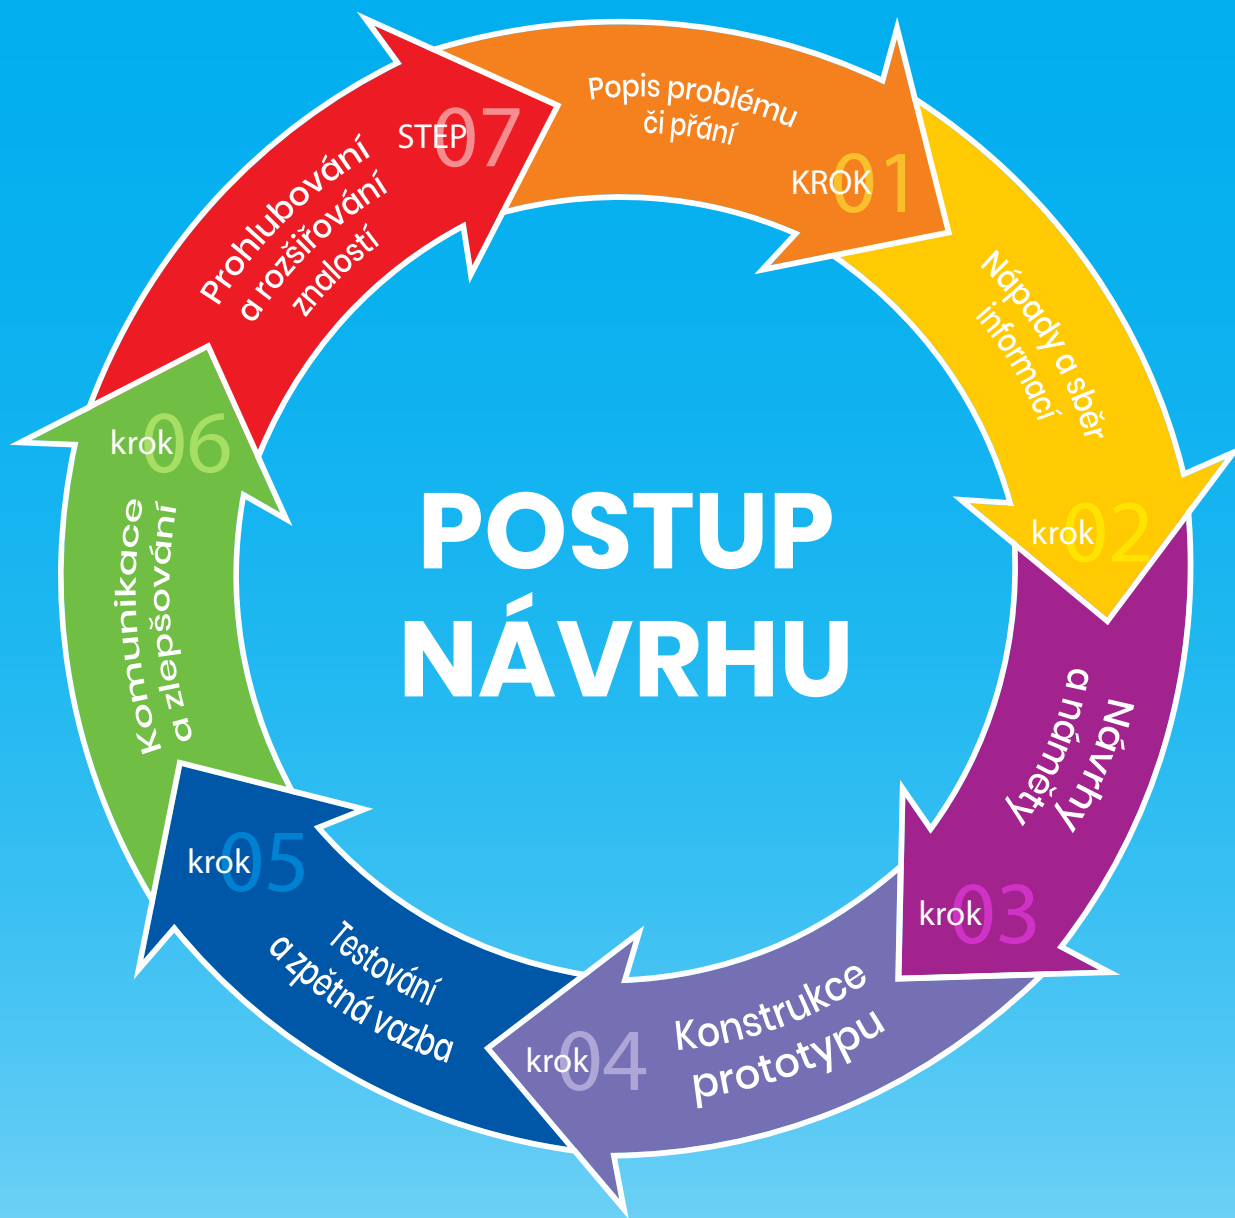 POSTUP
NÁVRHU
Popis problému
či přání
KROK 01
Nápady a sběr
informací
krok 02
Návrhy
a náměty
krok 03
Konstrukce
prototypu
krok 04
Testování
a zpětná vazba
krok 05
Komunikace
a zlepšování
krok 06
Prohlubování
a rozšiřování
znalostí
STEP 07